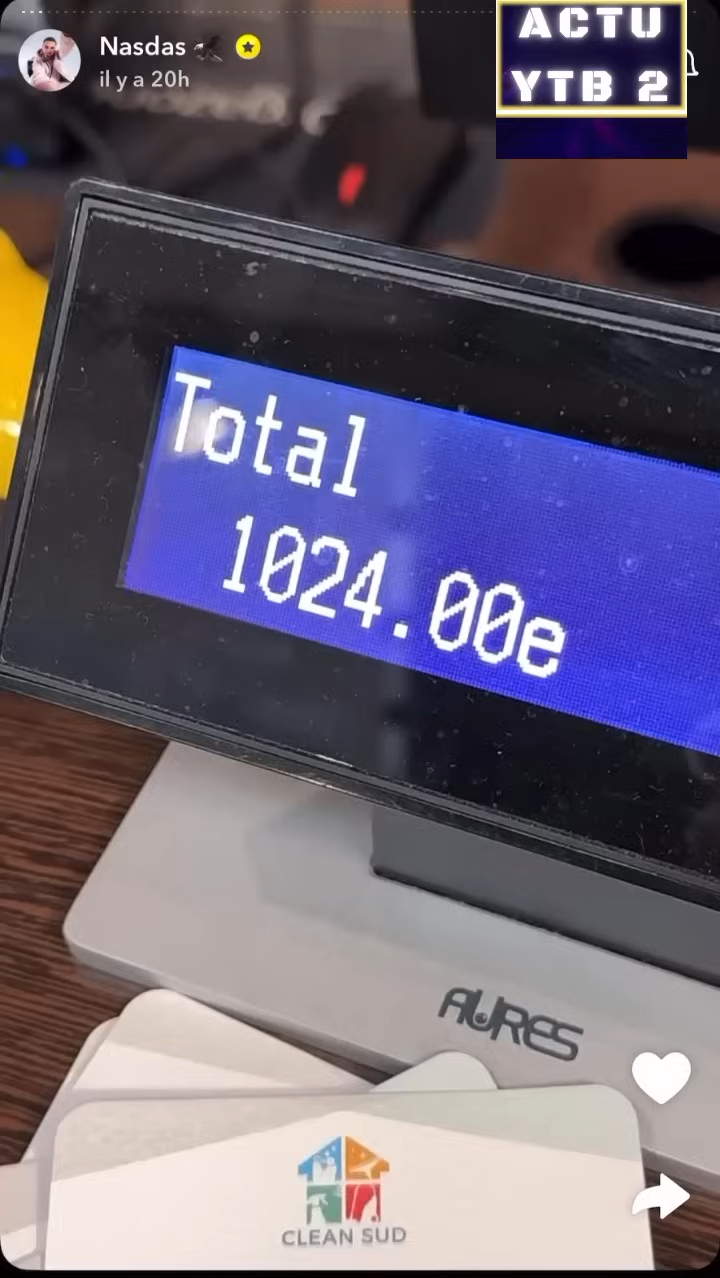 Nasdas
il y a 20h
ACTU
YTB 2
Total
1024.00e
AURES
CLEAN SUD